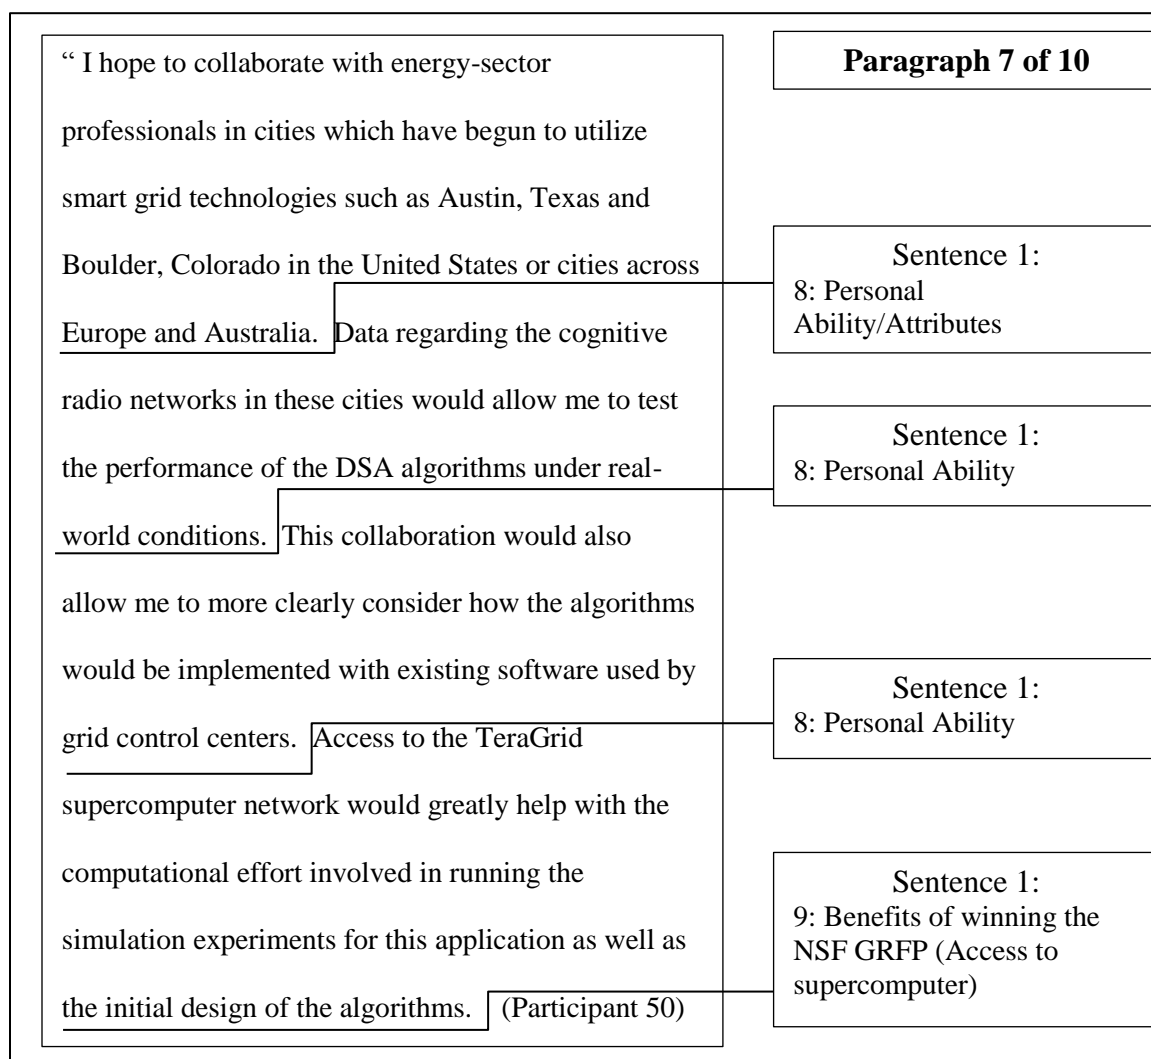 “ I hope to collaborate with energy-sector
professionals in cities which have begun to utilize
smart grid technologies such as Austin, Texas and
Boulder, Colorado in the United States or cities across
Europe and Australia. Data regarding the cognitive
radio networks in these cities would allow me to test
the performance of the DSA algorithms under real-
world conditions. This collaboration would also
allow me to more clearly consider how the algorithms
would be implemented with existing software used by
grid control centers. Access to the TeraGrid
supercomputer network would greatly help with the
computational effort involved in running the
simulation experiments for this application as well as
the initial design of the algorithms. (Participant 50)
Paragraph 7 of 10
Sentence 1:
8: Personal
Ability/Attributes
Sentence 1:
8: Personal Ability
Sentence 1:
8: Personal Ability
Sentence 1:
9: Benefits of winning the
NSF GRFP (Access to
supercomputer)